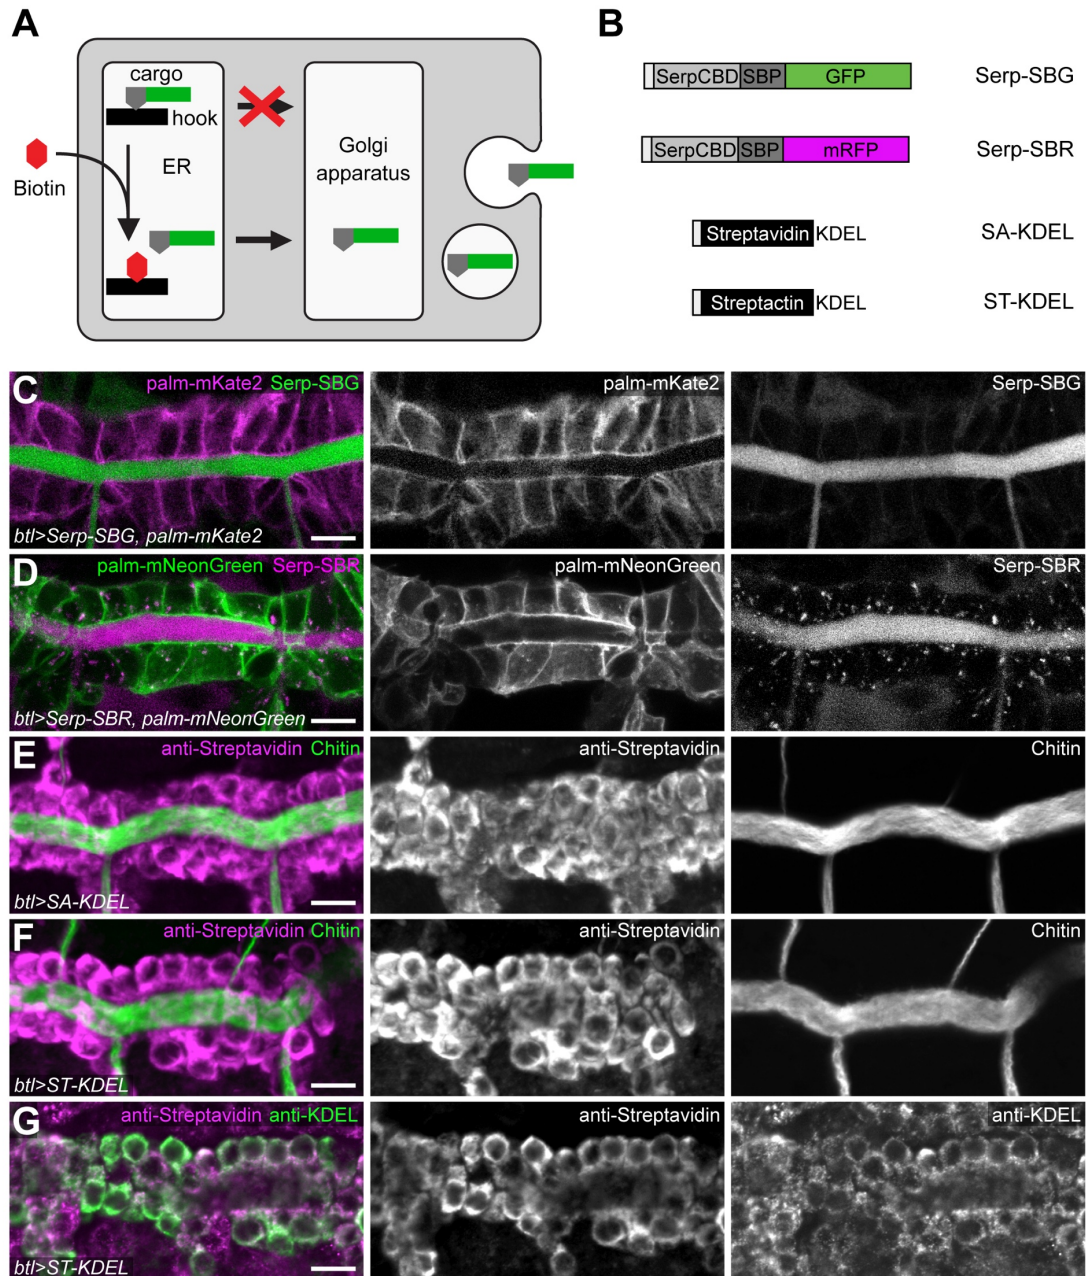 A
cargo
hook
ER
Biotin
Golgi
apparatus
B
SerpCBD SBP GFP Serp-SBG
SerpCBD SBP mRFP Serp-SBR
Streptavidin KDEL SA-KDEL
Streptactin KDEL ST-KDEL
C palm-mKate2 Serp-SBG palm-mKate2 Serp-SBG
btl>Serp-SBG, palm-mKate2
D palm-mNeonGreen Serp-SBR palm-mNeonGreen Serp-SBR
btl>Serp-SBR, palm-mNeonGreen
E anti-Streptavidin Chitin anti-Streptavidin Chitin
btl>SA-KDEL
F anti-Streptavidin Chitin anti-Streptavidin Chitin
btl>ST-KDEL
G anti-Streptavidin anti-KDEL anti-Streptavidin anti-KDEL
btl>ST-KDEL